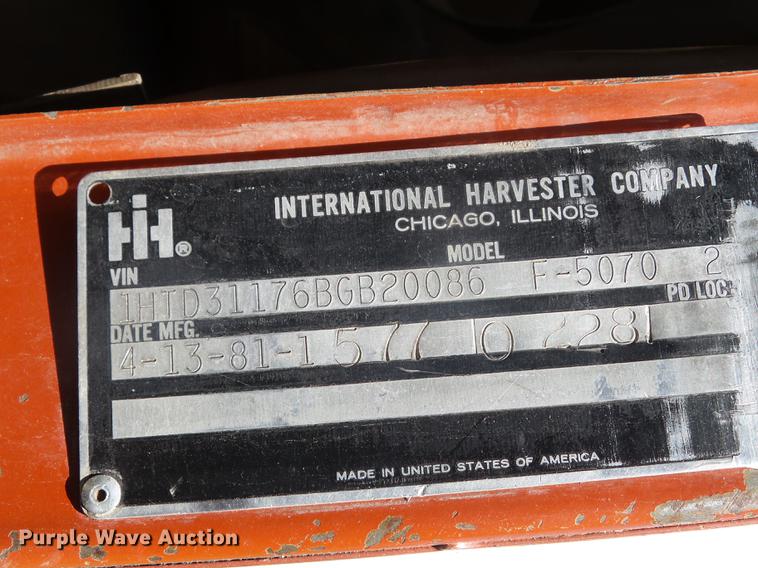 IH®
INTERNATIONAL HARVESTER COMPANY
CHICAGO, ILLINOIS
VIN MODEL
1HTD31176BGB20086 F-5070 2
DATE MFG. PD LOC:
4-13-81-1 577 0 2281
MADE IN UNITED STATES OF AMERICA
Purple Wave Auction